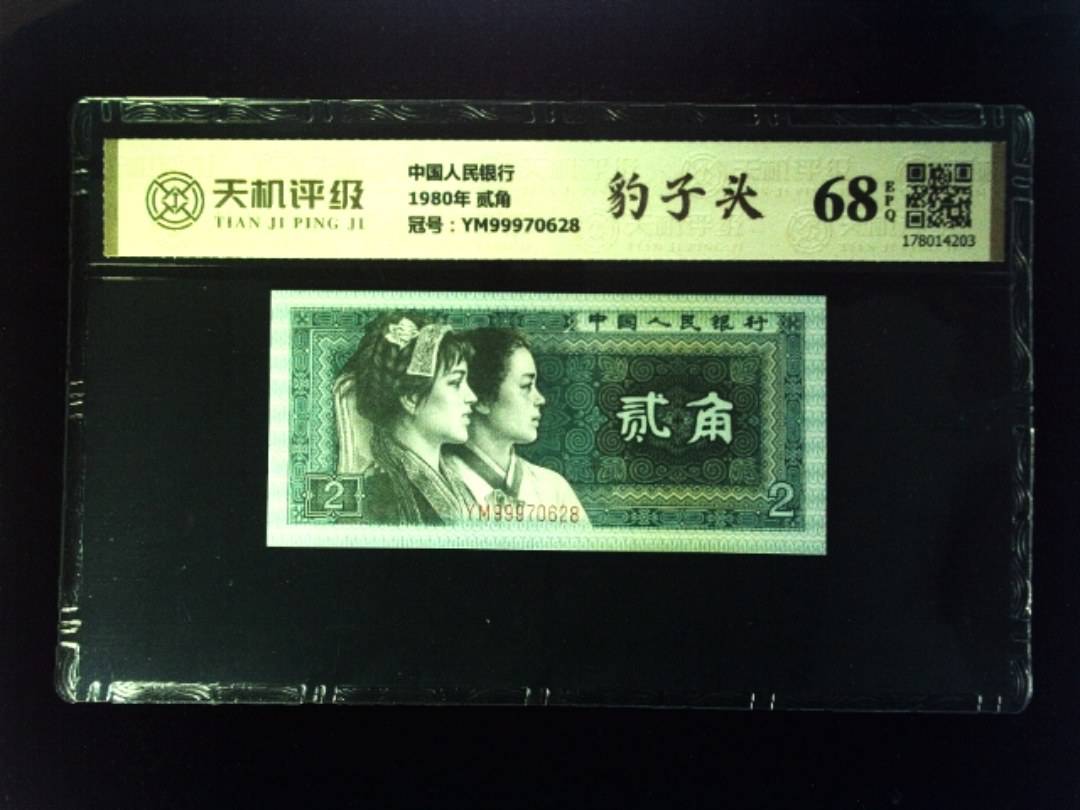 天机评级
TIAN JI PING JI
中国人民银行
1980年 贰角
冠号：YM99970628
豹子头
68
EPQ
178014203
中国人民银行
贰角
2
2
YM99970628